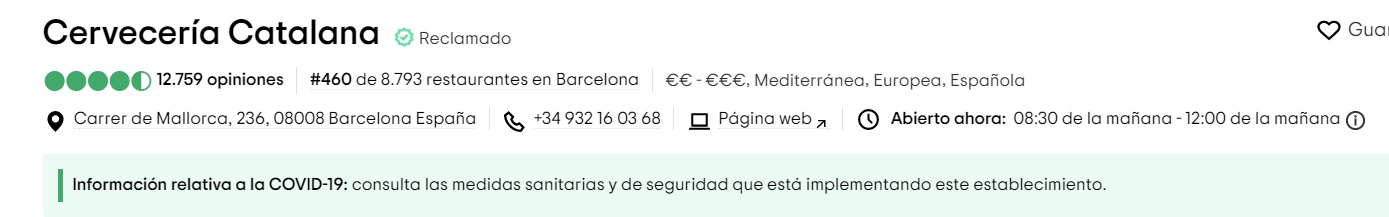 Cervecería Catalana Reclamado Guar
12.759 opiniones #460 de 8.793 restaurantes en Barcelona €€ - €€€, Mediterránea, Europea, Española
Carrer de Mallorca, 236, 08008 Barcelona España +34 932 16 03 68 Página web Abierto ahora: 08:30 de la mañana - 12:00 de la mañana
Información relativa a la COVID-19: consulta las medidas sanitarias y de seguridad que está implementando este establecimiento.